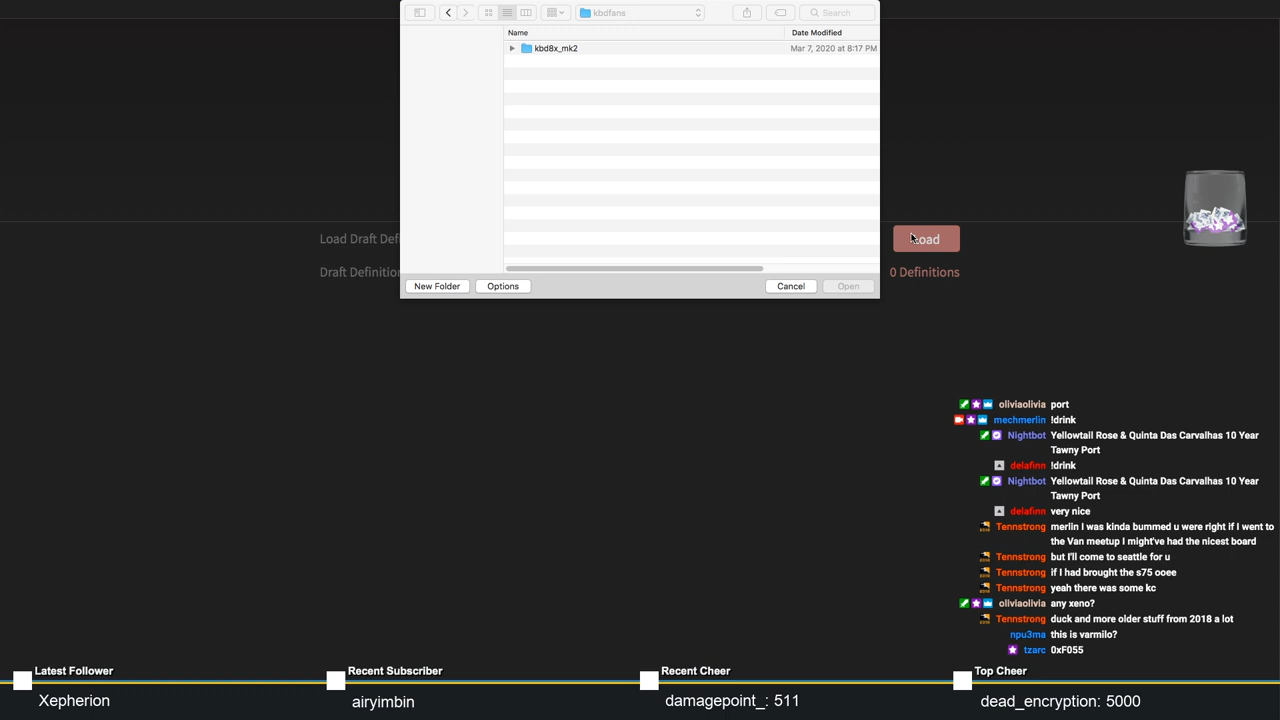 kbdfans
Search
Name
Date Modified
kbd8x_mk2
Mar 7, 2020 at 8:17 PM
Load Draft Defi
Load
Draft Definition
0 Definitions
New Folder
Options
Cancel
Open
oliviaolivia port
mechmerlin !drink
Nightbot Yellowtail Rose & Quinta Das Carvalhas 10 Year
Tawny Port
delafinn !drink
Nightbot Yellowtail Rose & Quinta Das Carvalhas 10 Year
Tawny Port
delafinn very nice
Tennstrong merlin I was kinda bummed u were right if I went to
the Van meetup I might've had the nicest board
Tennstrong but I'll come to seattle for u
Tennstrong if I had brought the s75 ooee
Tennstrong yeah there was some kc
oliviaolivia any xeno?
Tennstrong duck and more older stuff from 2018 a lot
npu3ma this is varmilo?
tzarc 0xF055
Latest Follower
Recent Subscriber
Recent Cheer
Top Cheer
Xepherion
airyimbin
damagepoint_: 511
dead_encryption: 5000